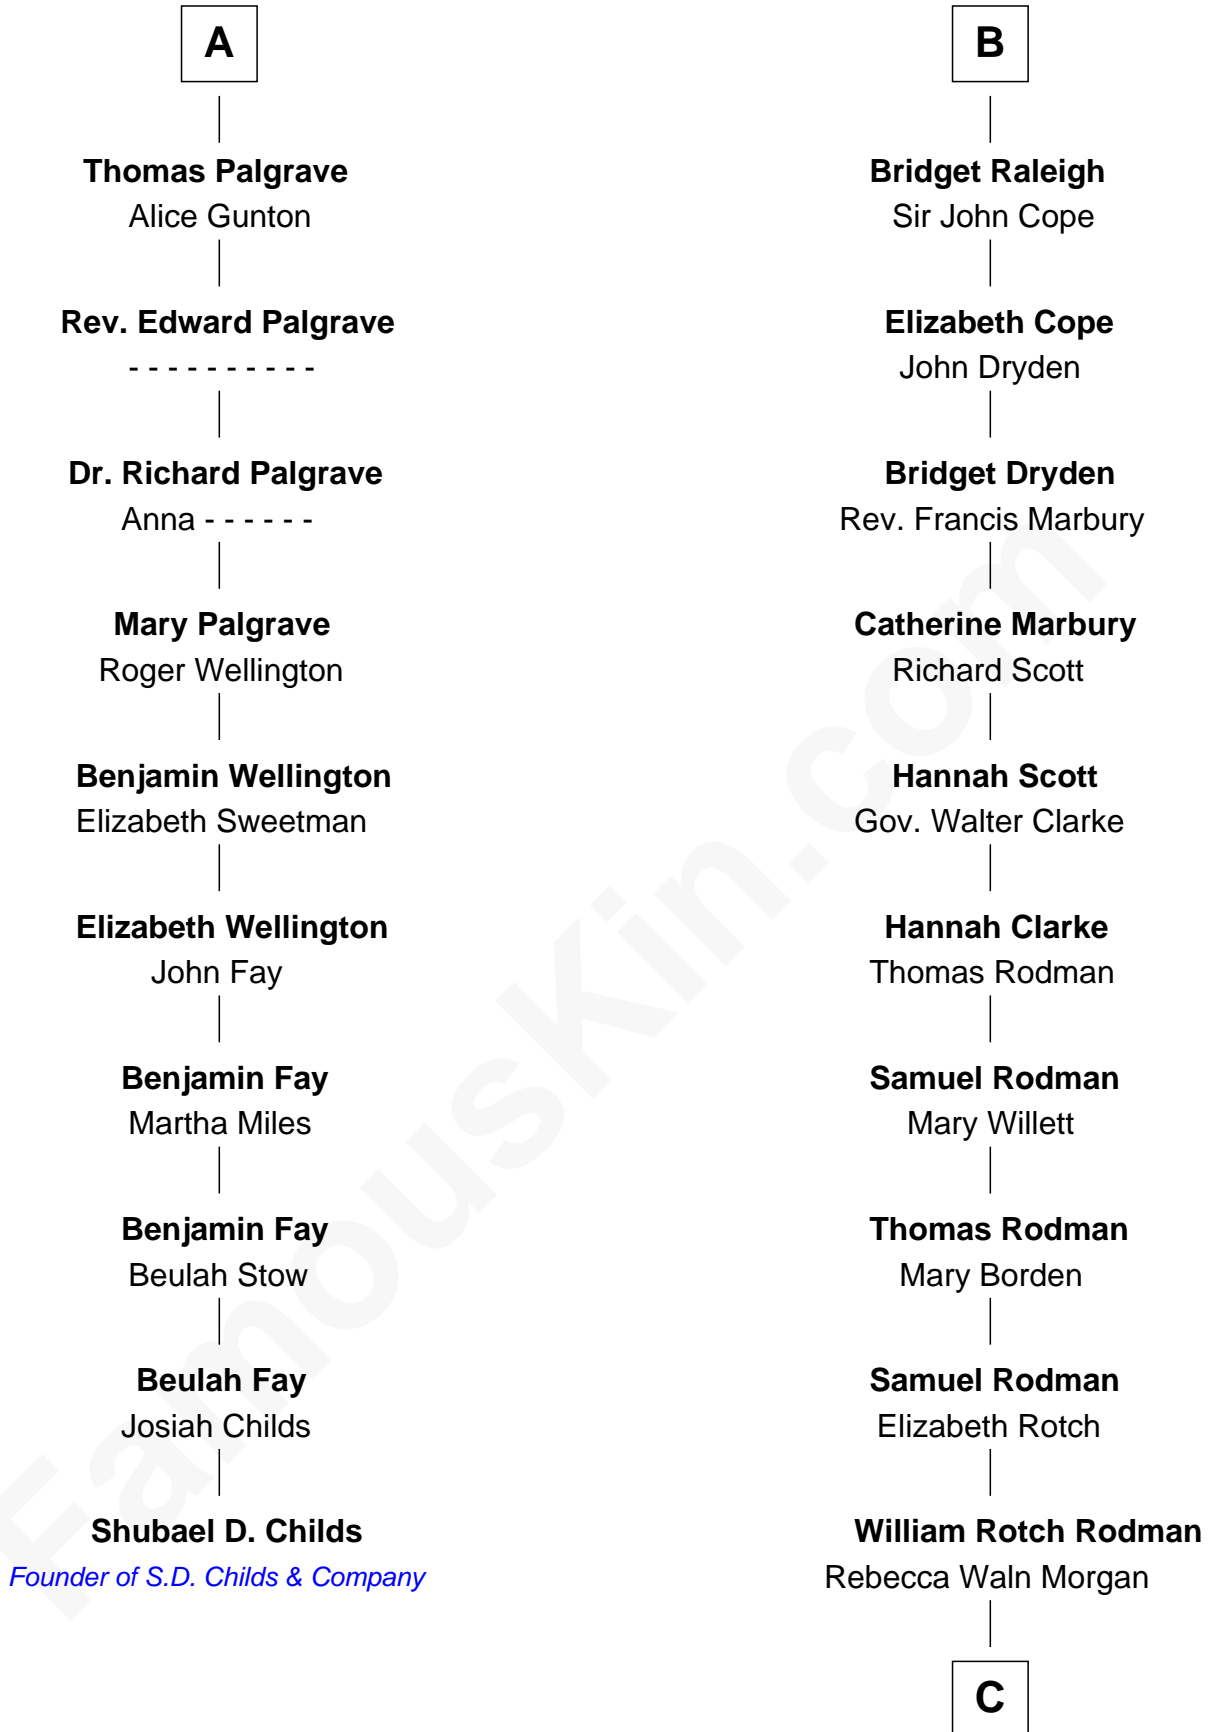 A
Thomas Palgrave
Alice Gunton
Rev. Edward Palgrave
- - - - - - - - - -
Dr. Richard Palgrave
Anna - - - - - -
Mary Palgrave
Roger Wellington
Benjamin Wellington
Elizabeth Sweetman
Elizabeth Wellington
John Fay
Benjamin Fay
Martha Miles
Benjamin Fay
Beulah Stow
Beulah Fay
Josiah Childs
Shubael D. Childs
Founder of S.D. Childs & Company
B
Bridget Raleigh
Sir John Cope
Elizabeth Cope
John Dryden
Bridget Dryden
Rev. Francis Marbury
Catherine Marbury
Richard Scott
Hannah Scott
Gov. Walter Clarke
Hannah Clarke
Thomas Rodman
Samuel Rodman
Mary Willett
Thomas Rodman
Mary Borden
Samuel Rodman
Elizabeth Rotch
William Rotch Rodman
Rebecca Waln Morgan
C
FamousKin.com